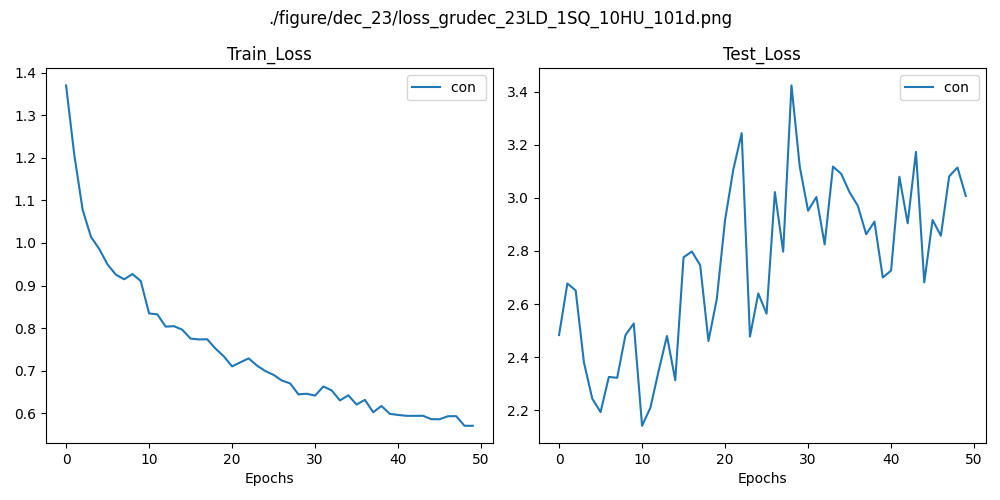 ./figure/dec_23/loss_grudec_23LD_1SQ_10HU_101d.png
Train_Loss
con
1.4
1.3
1.2
1.1
1.0
0.9
0.8
0.7
0.6
0 10 20 30 40 50
Epochs
Test_Loss
con
3.4
3.2
3.0
2.8
2.6
2.4
2.2
0 10 20 30 40 50
Epochs